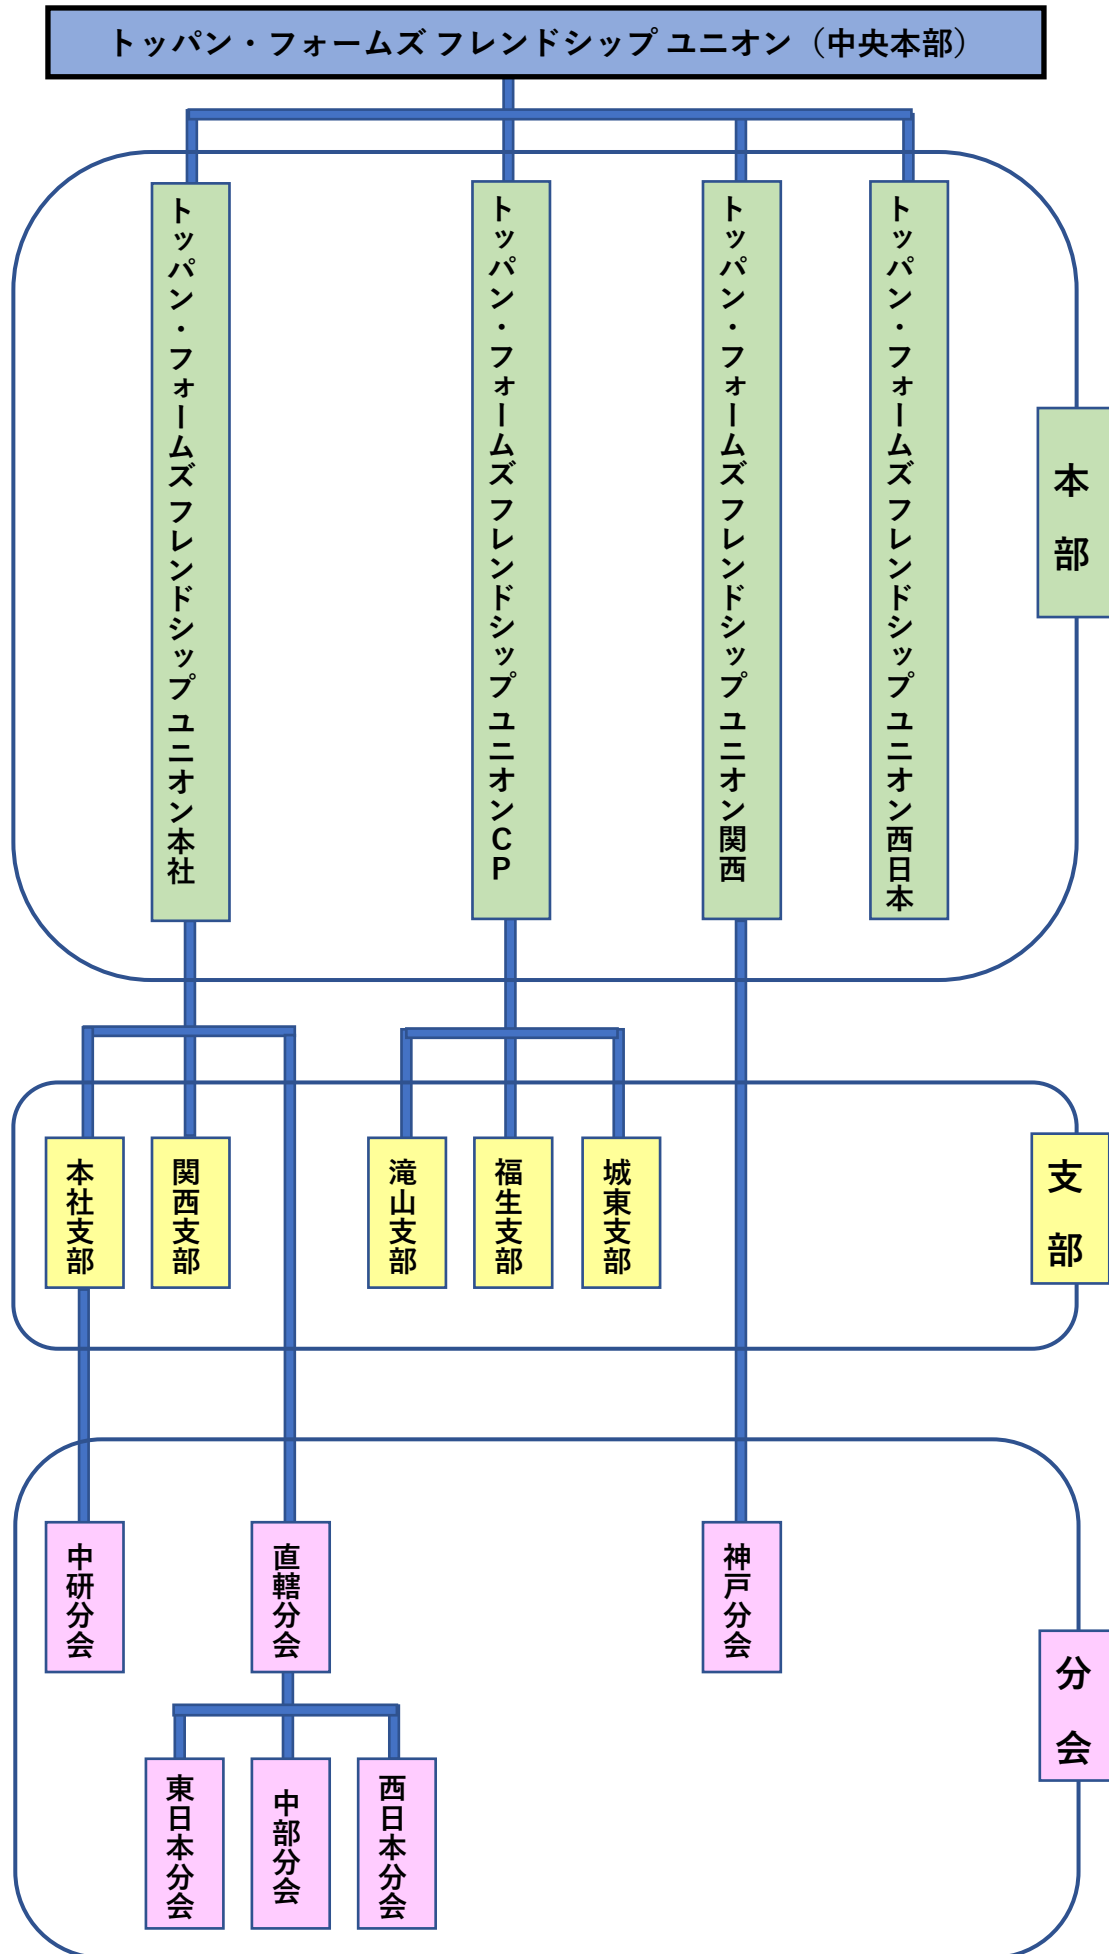 トッパン・フォームズ フレンドシップ ユニオン（中央本部）
トッパン・フォームズ フレンドシップ ユニオン本社
トッパン・フォームズ フレンドシップ ユニオンCP
トッパン・フォームズ フレンドシップ ユニオン関西
トッパン・フォームズ フレンドシップ ユニオン西日本
本部
本社支部
関西支部
滝山支部
福生支部
城東支部
支部
中研分会
直轄分会
神戸分会
分会
東日本分会
中部分会
西日本分会